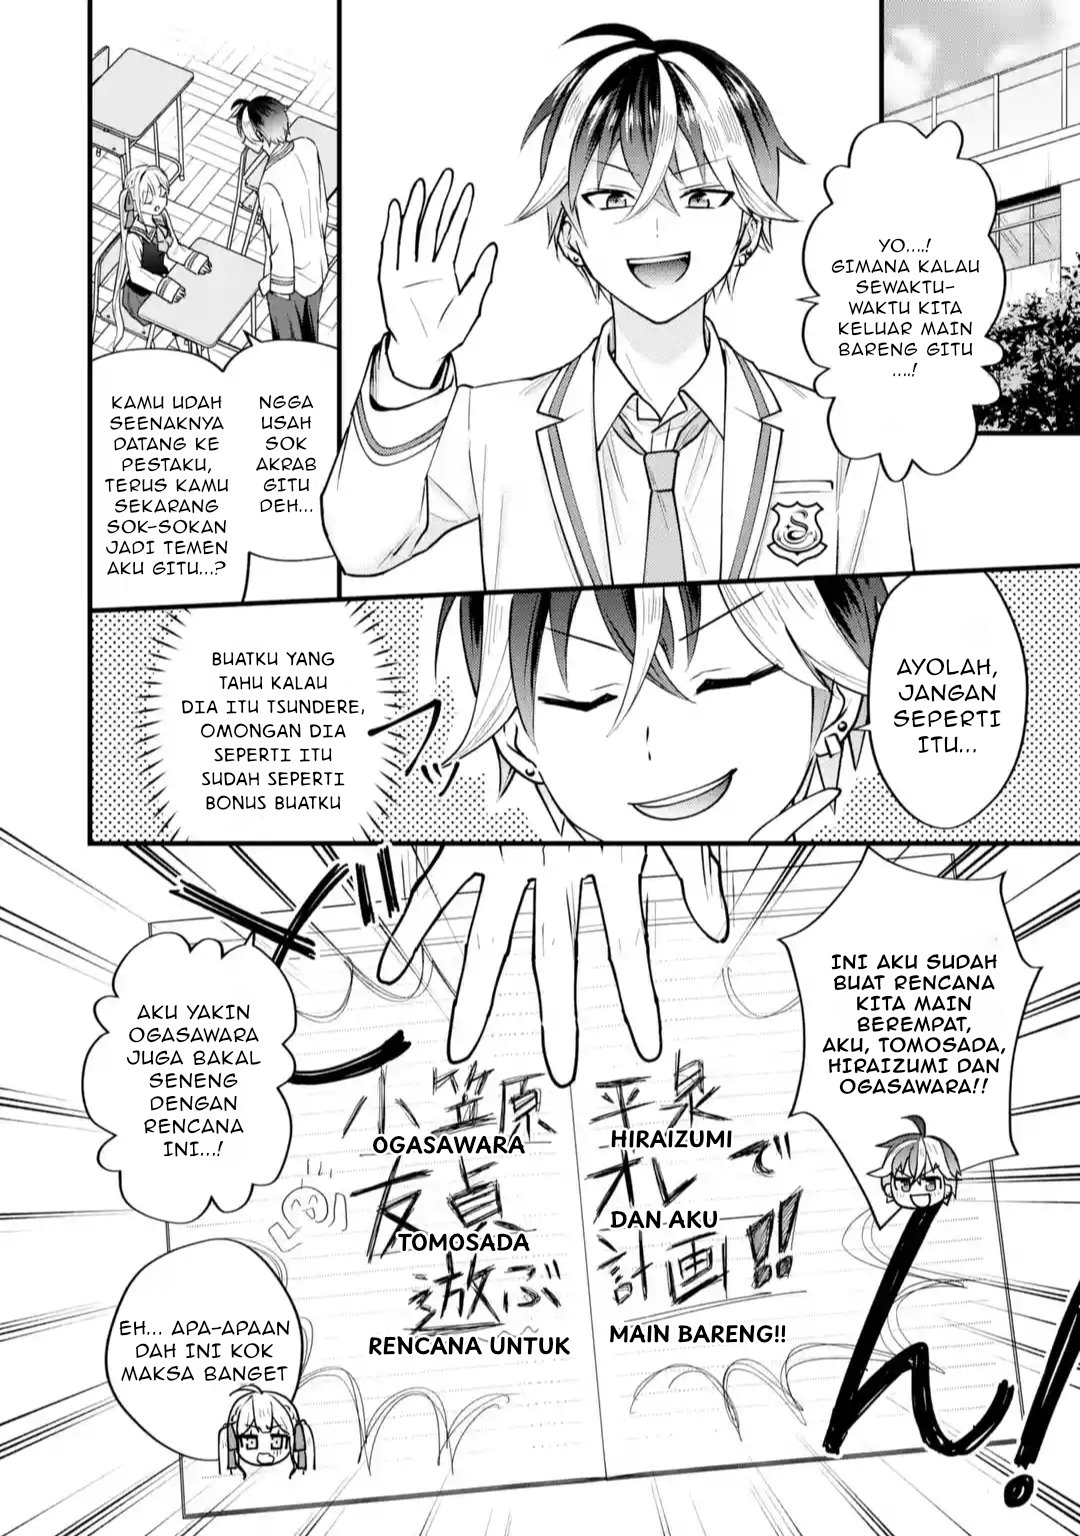 YO....!
GIMANA KALAU
SEWAKTU-
WAKTU KITA
KELUAR MAIN
BARENG GITU
....!
S
NGGA
USAH
SOK
AKRAB
GITU
DEH...
KAMU UDAH
SEENAKNYA
DATANG KE
PESTAKU,
TERUS KAMU
SEKARANG
SOK-SOKAN
JADI TEMEN
AKU GITU...?
AYOLAH,
JANGAN
SEPERTI
ITU...
BUATKU YANG
TAHU KALAU
DIA ITU TSUNDERE,
OMONGAN DIA
SEPERTI ITU
SUDAH SEPERTI
BONUS BUATKU
INI AKU SUDAH
BUAT RENCANA
KITA MAIN
BEREMPAT,
AKU, TOMOSADA,
HIRAIZUMI DAN
OGASAWARA!!
AKU YAKIN
OGASAWARA
JUGA BAKAL
SENENG
DENGAN
RENCANA
INI...!
小笠原 平泉
OGASAWARA HIRAIZUMI
友貞 オレで
TOMOSADA DAN AKU
遊ぶ 計画!!
RENCANA UNTUK MAIN BARENG!!
EH... APA-APAAN
DAH INI KOK
MAKSA BANGET
ん!